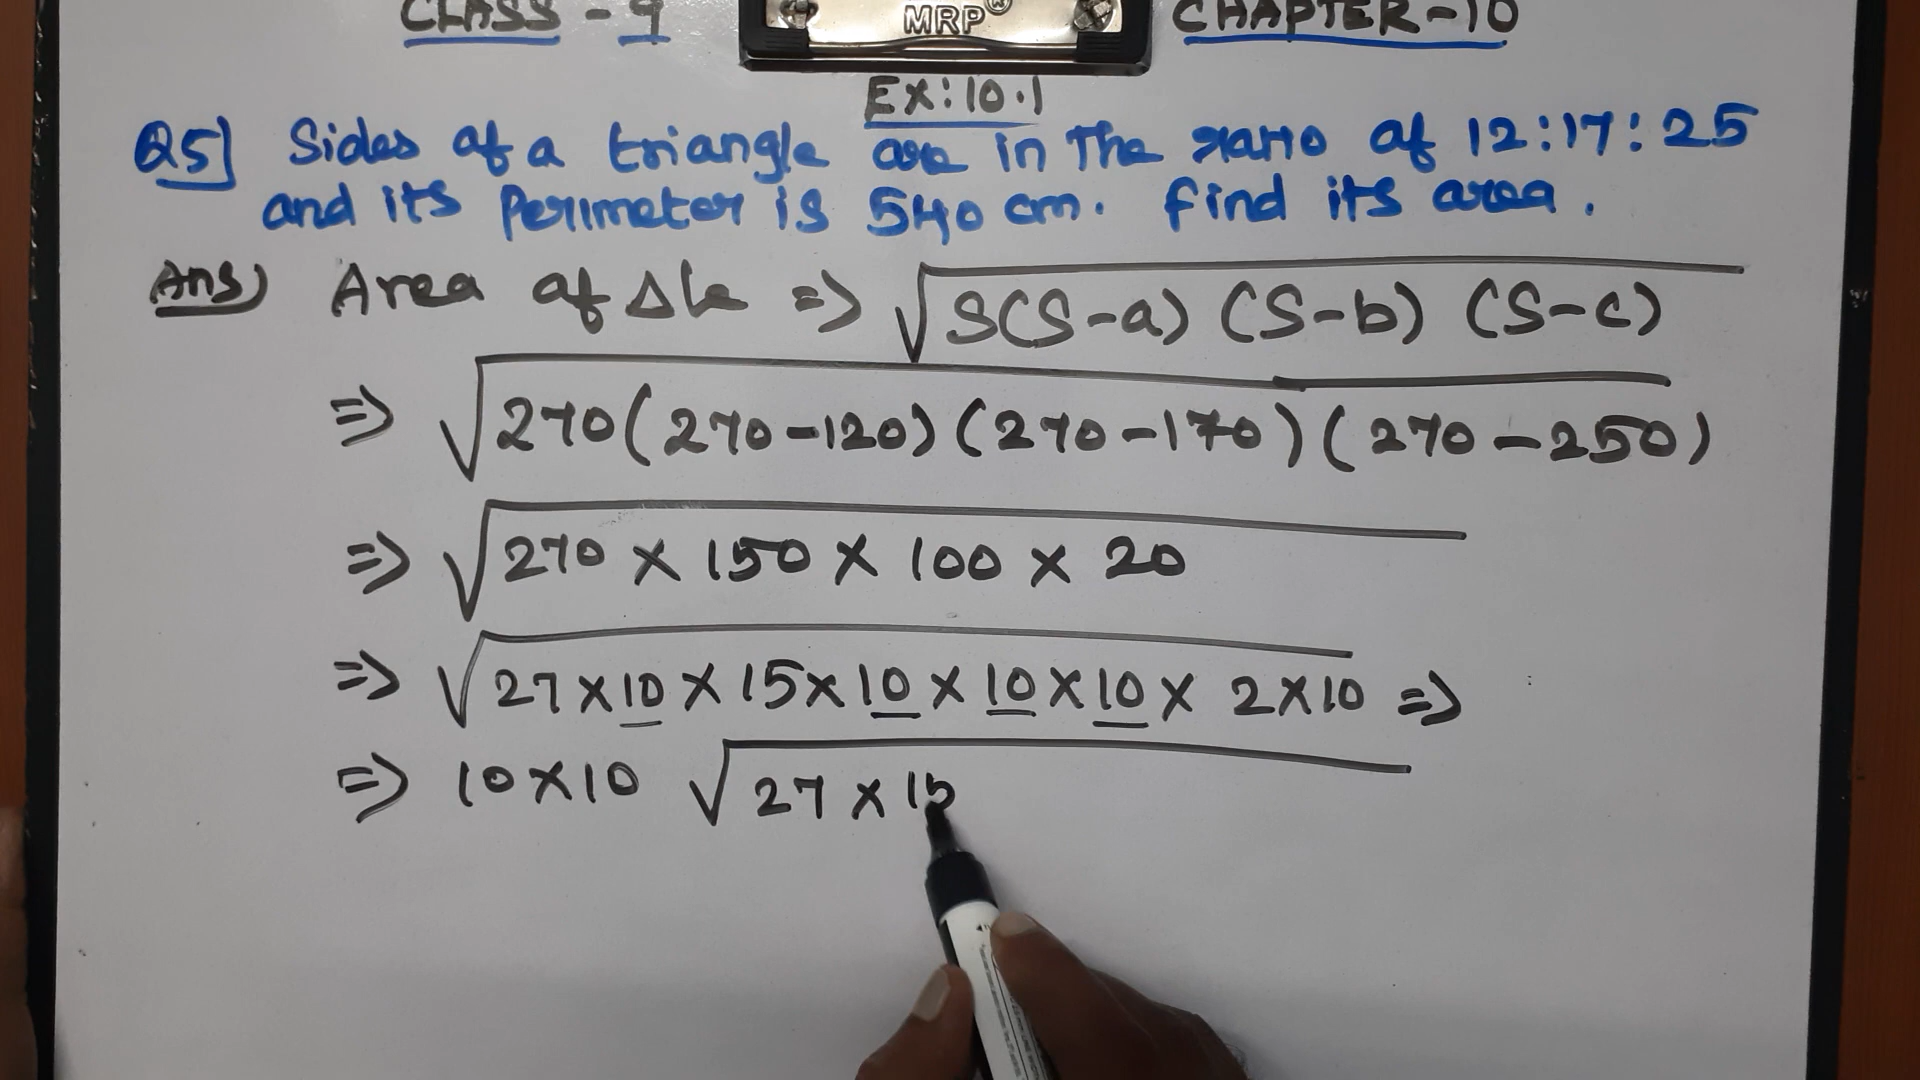 CLASS - 9 MRP® CHAPTER-10
EX:10.1
Q5] Sides of a triangle are in the ratio of 12:17:25
and its Perimeter is 540 cm. find its area.
Ans) Area of Δle => √S(S-a) (S-b) (S-c)
=> √270(270-120)(270-170)(270-250)
=> √270 × 150 × 100 × 20
=> √27×10×15×10×10×10× 2×10 =>
=> 10×10 √27×15